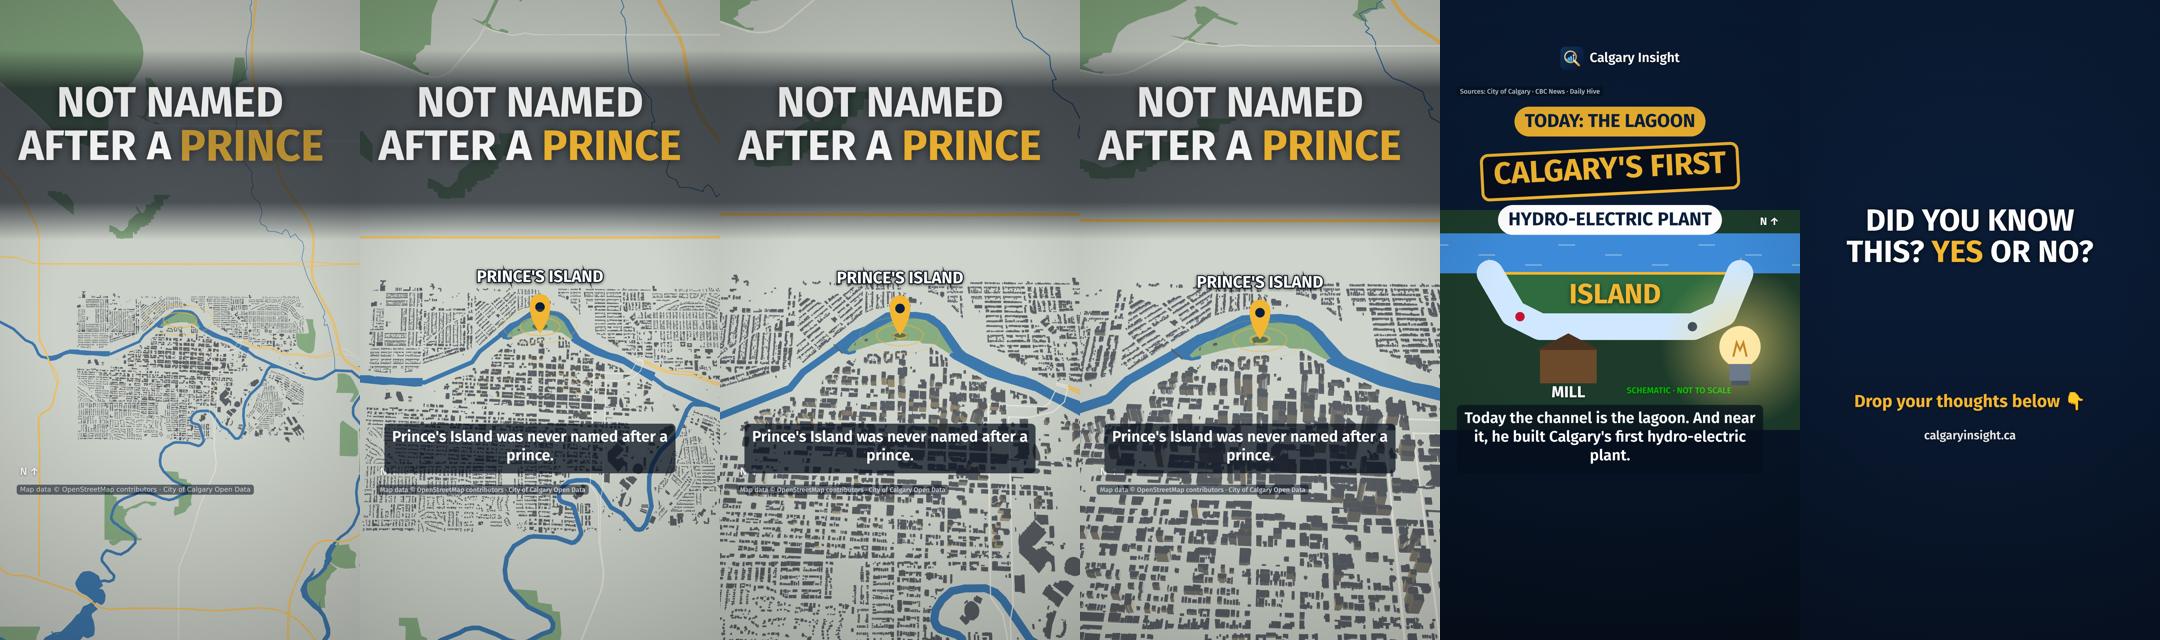 NOT NAMED
AFTER A PRINCE
N ↑
Map data © OpenStreetMap contributors · City of Calgary Open Data
NOT NAMED
AFTER A PRINCE
PRINCE'S ISLAND
Prince's Island was never named after a
prince.
Map data © OpenStreetMap contributors · City of Calgary Open Data
NOT NAMED
AFTER A PRINCE
PRINCE'S ISLAND
Prince's Island was never named after a
prince.
Map data © OpenStreetMap contributors · City of Calgary Open Data
NOT NAMED
AFTER A PRINCE
PRINCE'S ISLAND
Prince's Island was never named after a
prince.
Map data © OpenStreetMap contributors · City of Calgary Open Data
Calgary Insight
Sources: City of Calgary · CBC News · Daily Hive
TODAY: THE LAGOON
CALGARY'S FIRST
HYDRO-ELECTRIC PLANT
N ↑
ISLAND
MILL
SCHEMATIC · NOT TO SCALE
Today the channel is the lagoon. And near
it, he built Calgary's first hydro-electric
plant.
DID YOU KNOW
THIS? YES OR NO?
Drop your thoughts below 👇
calgaryinsight.ca